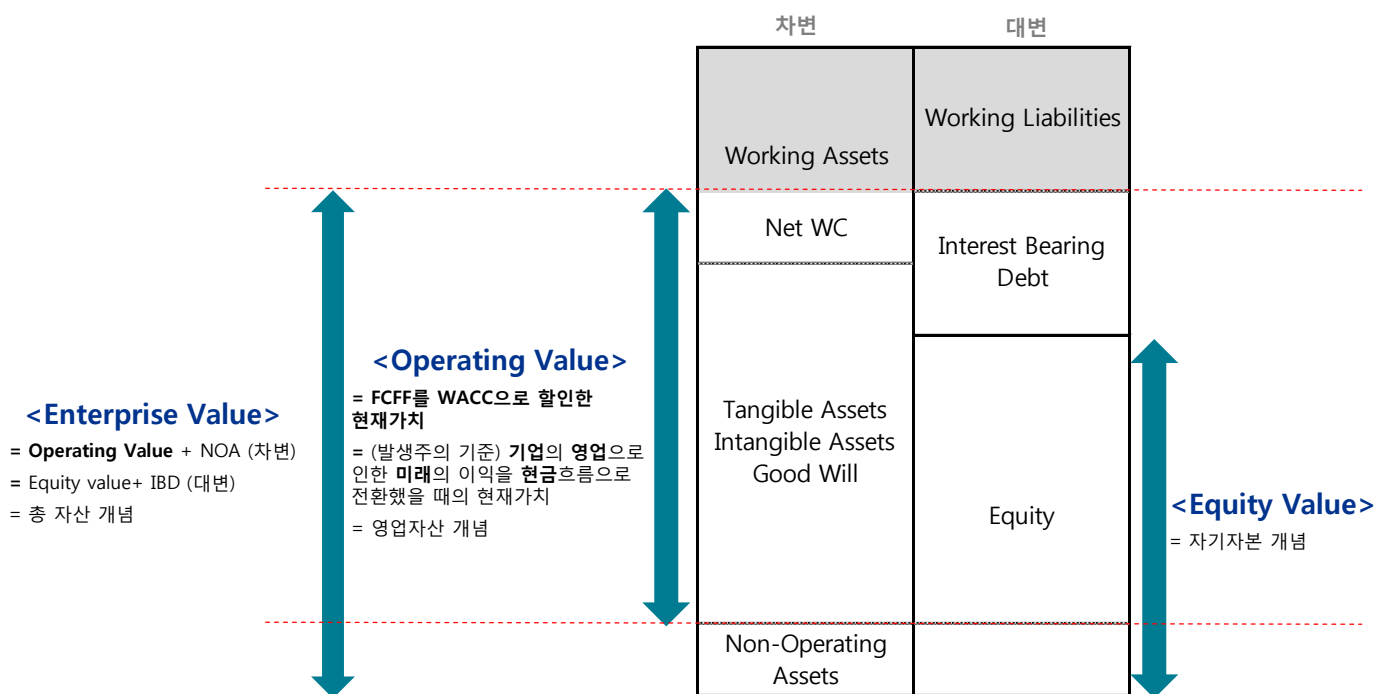 차변
대변
Working Liabilities
Working Assets
Net WC
Interest Bearing
Debt
<Operating Value>
= FCFF를 WACC으로 할인한
현재가치
= (발생주의 기준) 기업의 영업으로
인한 미래의 이익을 현금흐름으로
전환했을 때의 현재가치
= 영업자산 개념
<Enterprise Value>
= Operating Value + NOA (차변)
= Equity value+ IBD (대변)
= 총 자산 개념
Tangible Assets
Intangible Assets
Good Will
Equity
<Equity Value>
= 자기자본 개념
Non-Operating
Assets